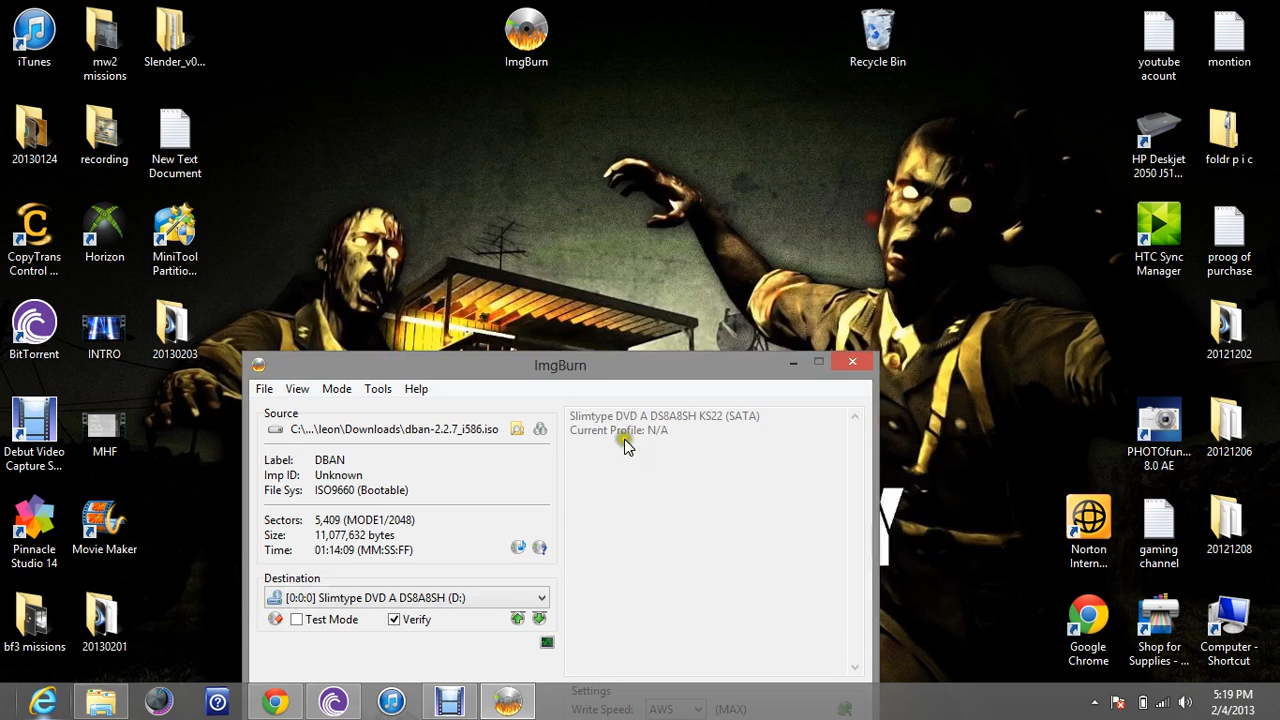 iTunes
mw2
missions
Slender_v0...
ImgBurn
Recycle Bin
youtube
acount
montion
20130124
recording
New Text
Document
HP Deskjet
2050 J51...
foldr p i c
CopyTrans
Control ...
Horizon
MiniTool
Partitio...
HTC Sync
Manager
proog of
purchase
BitTorrent
INTRO
20130203
20121202
Debut Video
Capture S...
MHF
PHOTOfun...
8.0 AE
20121206
Pinnacle
Studio 14
Movie Maker
Norton
Intern...
gaming
channel
20121208
bf3 missions
20130201
Google
Chrome
Shop for
Supplies - ...
Computer -
Shortcut
ImgBurn
File View Mode Tools Help
Source
C:\...\leon\Downloads\dban-2.2.7_i586.iso
Label: DBAN
Imp ID: Unknown
File Sys: ISO9660 (Bootable)
Sectors: 5,409 (MODE1/2048)
Size: 11,077,632 bytes
Time: 01:14:09 (MM:SS:FF)
Destination
[0:0:0] Slimtype DVD A DS8A8SH (D:)
Test Mode Verify
Slimtype DVD A DS8A8SH KS22 (SATA)
Current Profile: N/A
Settings
Write Speed: AWS (MAX)
Y
5:19 PM
2/4/2013